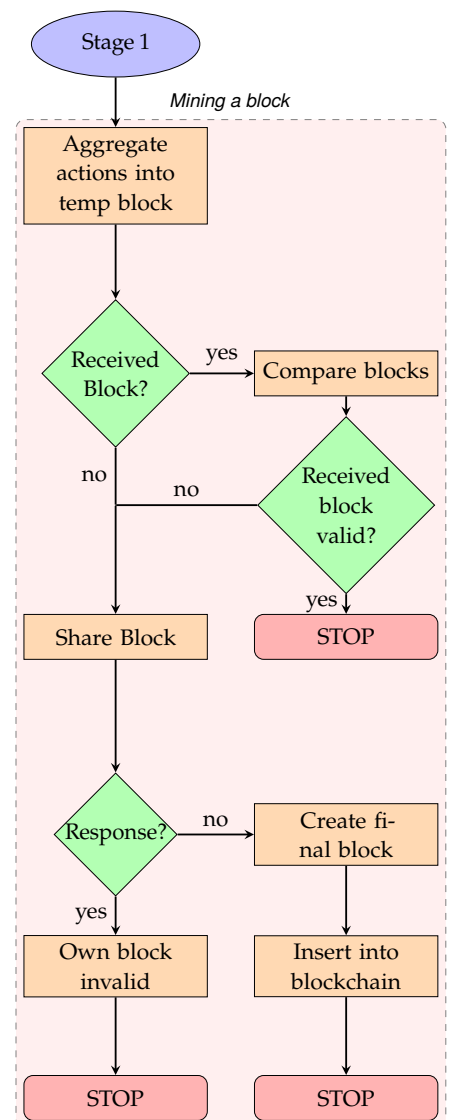 Stage 1
Mining a block
Aggregate
actions into
temp block
Received
Block?
yes
Compare blocks
no
no
Received
block
valid?
yes
Share Block
STOP
Response?
no
Create fi-
nal block
yes
Own block
invalid
Insert into
blockchain
STOP
STOP